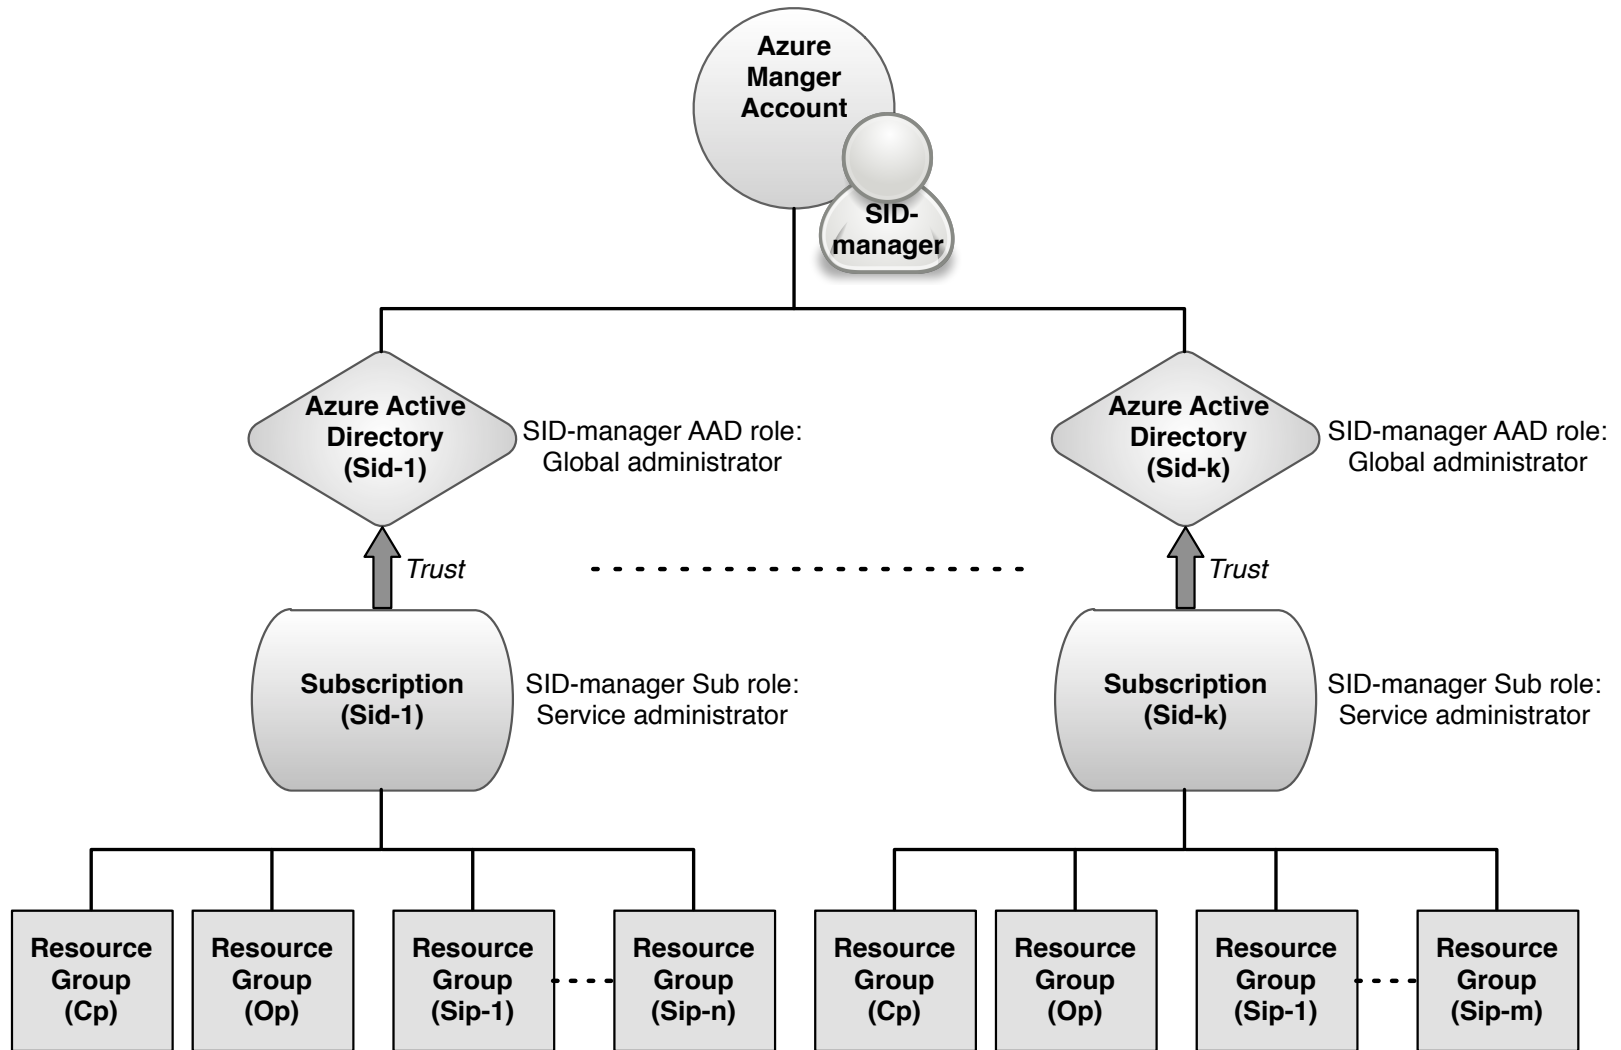 Azure
Manger
Account
SID-
manager
Azure Active
Directory
(Sid-1)
SID-manager AAD role:
Global administrator
Azure Active
Directory
(Sid-k)
SID-manager AAD role:
Global administrator
Trust
Trust
Subscription
(Sid-1)
SID-manager Sub role:
Service administrator
Subscription
(Sid-k)
SID-manager Sub role:
Service administrator
Resource
Group
(Cp)
Resource
Group
(Op)
Resource
Group
(Sip-1)
Resource
Group
(Sip-n)
Resource
Group
(Cp)
Resource
Group
(Op)
Resource
Group
(Sip-1)
Resource
Group
(Sip-m)